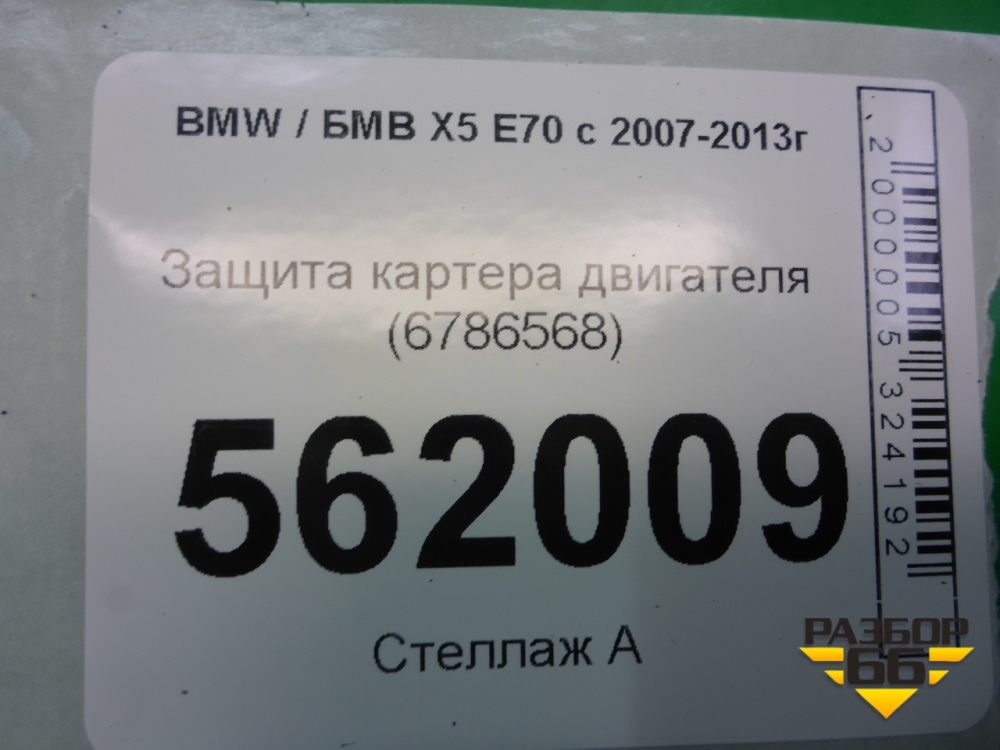 BMW / БМВ X5 E70 с 2007-2013г
Защита картера двигателя
(6786568)
562009
Стеллаж А
2000005324192
РАЗБОР
66